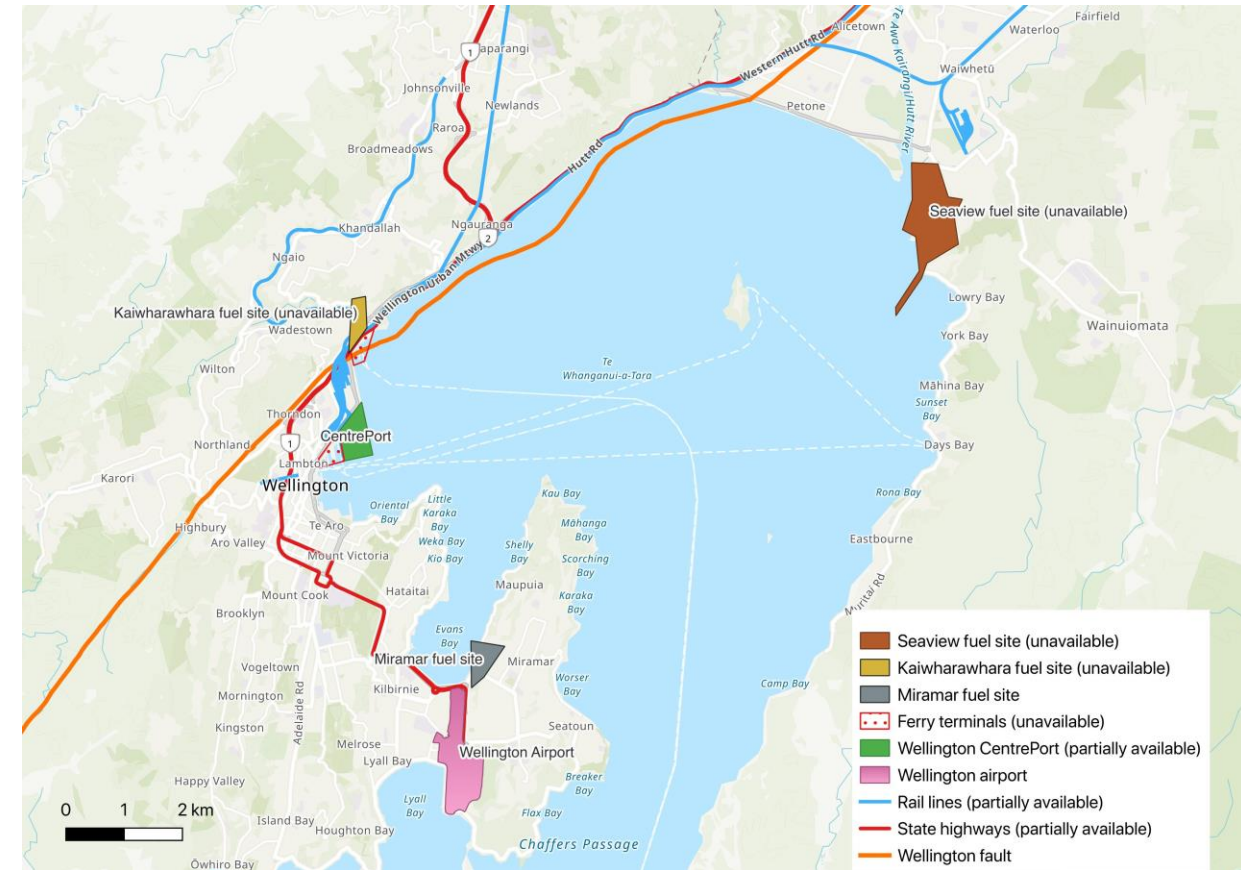 Te Awa Kairangi/Hutt River
Alicetown
Fairfield
Waterloo
1
aparangi
Western Hutt Rd
Waiwhetū
Johnsonville
Newlands
Petone
Raroa
Broadmeadows
Hutt Rd
Seaview fuel site (unavailable)
Khandallah
Ngauranga
2
Ngaio
Wellington Urban Mtwy
Lowry Bay
Kaiwharawhara fuel site (unavailable)
Wadestown
Wainuiomata
York Bay
Wilton
Te
Whanganui-a-Tara
Māhina Bay
Sunset
Bay
Thorndon
Northland
1
CentrePort
Days Bay
Lambton
Karori
Wellington
Rona Bay
Oriental
Bay
Little
Karaka
Bay
Kau Bay
Highbury
Te Aro
Aro Valley
Weka Bay
Kio Bay
Shelly
Bay
Māhanga
Bay
Eastbourne
Mount Victoria
Scorching
Bay
Mount Cook
Hataitai
Maupuia
Karaka
Bay
Muritai Rd
Brooklyn
Evans
Bay
Miramar fuel site
Miramar
Vogeltown
Kilbirnie
Worser
Bay
Camp Bay
Mornington
Adelaide Rd
Kingston
Seatoun
Melrose
Wellington Airport
Lyall Bay
Happy Valley
Breaker
Bay
Lyall
Bay
Island Bay
Houghton Bay
Flax Bay
Chaffers Passage
Ōwhiro Bay
0 1 2 km
Seaview fuel site (unavailable)
Kaiwharawhara fuel site (unavailable)
Miramar fuel site
Ferry terminals (unavailable)
Wellington CentrePort (partially available)
Wellington airport
Rail lines (partially available)
State highways (partially available)
Wellington fault